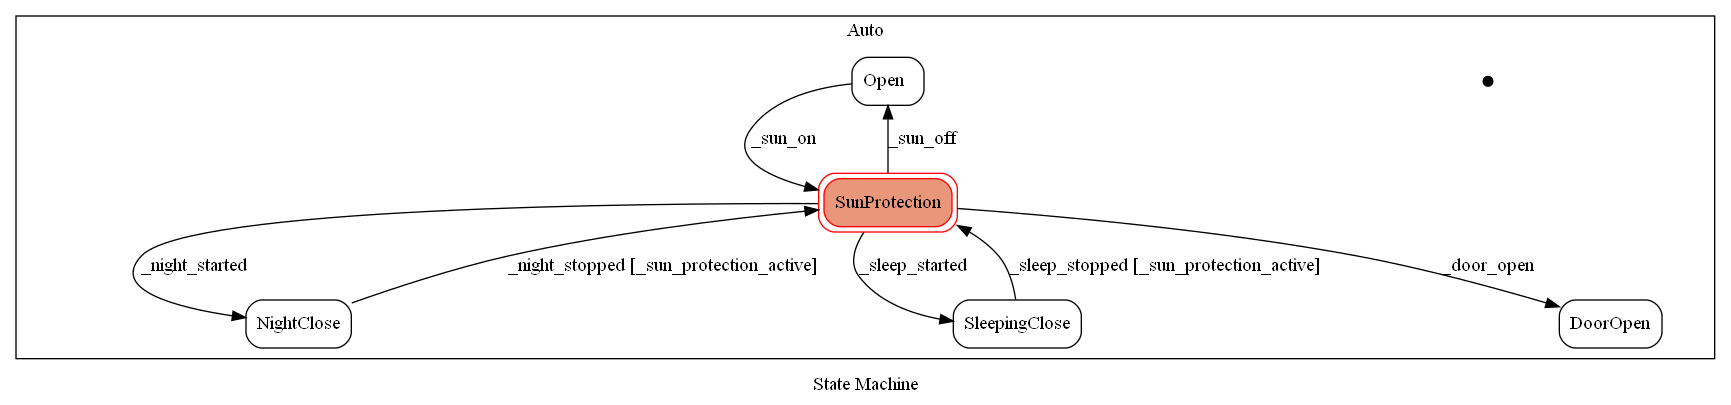 Auto
Open
_sun_on
_sun_off
SunProtection
_night_started
_night_stopped [_sun_protection_active]
_sleep_started
_sleep_stopped [_sun_protection_active]
_door_open
NightClose
SleepingClose
DoorOpen
State Machine